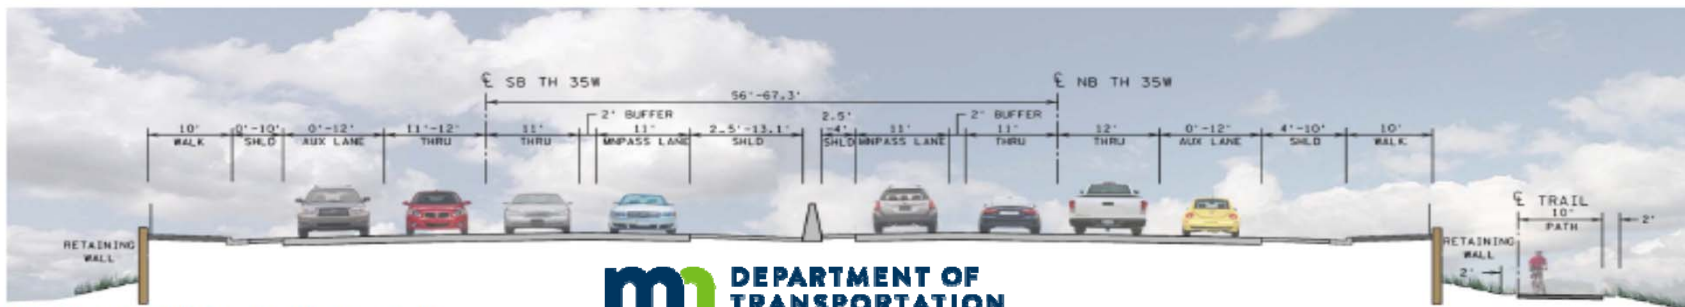 ℄ SB TH 35W
℄ NB TH 35W
56'-67.3'
2' BUFFER
2.5'
2' BUFFER
10' 0'-10' 0'-12' 11'-12' 11' 11' 2.5'-13.1' -4' 11' 11' 12' 0'-12' 4'-10' 10'
WALK SHLD AUX LANE THRU THRU MNPASS LANE SHLD SHLD MNPASS LANE THRU THRU AUX LANE SHLD WALK
℄ TRAIL
10' 2'
PATH
RETAINING
WALL
RETAINING
WALL
2'
mn DEPARTMENT OF
TRANSPORTATION